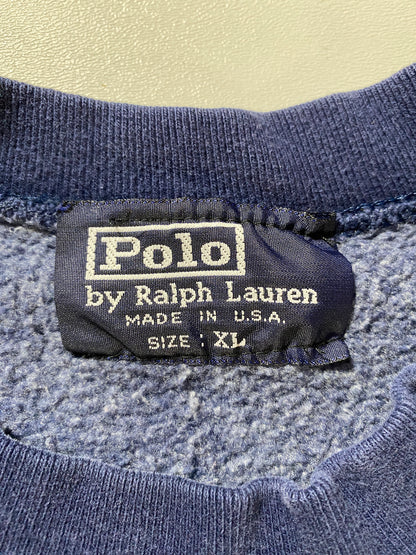 Polo
by Ralph Lauren
MADE IN U.S.A.
SIZE : XL